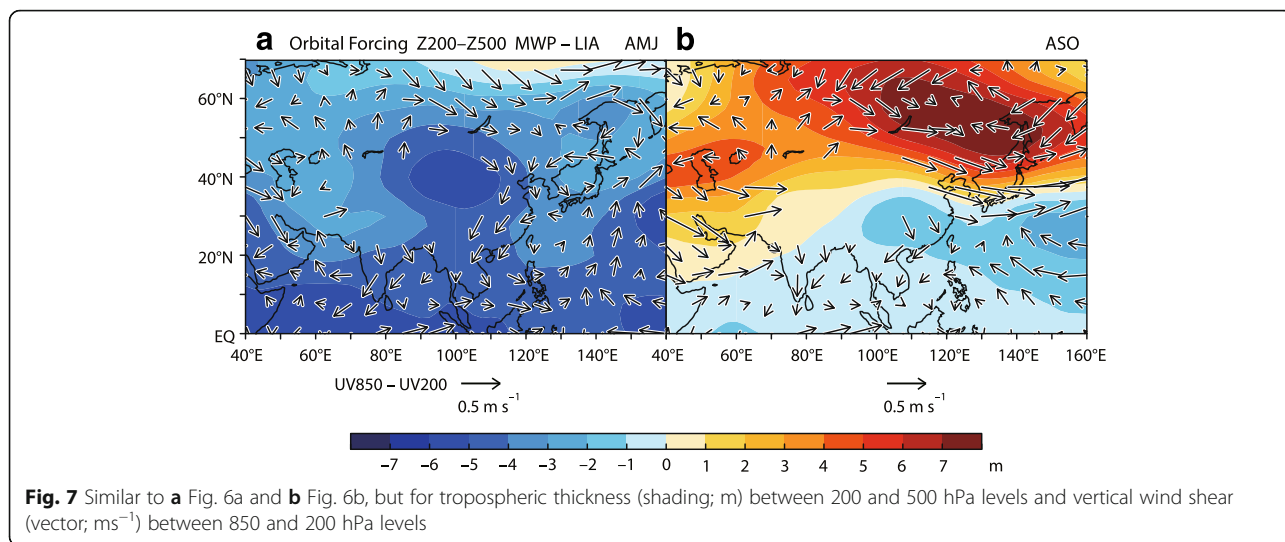 a Orbital Forcing Z200–Z500 MWP – LIA AMJ b ASO
60°N
40°N
20°N
EQ
40°E 60°E 80°E 100°E 120°E 140°E 40°E 60°E 80°E 100°E 120°E 140°E 160°E
UV850 – UV200
0.5 m s⁻¹ 0.5 m s⁻¹
−7 −6 −5 −4 −3 −2 −1 0 1 2 3 4 5 6 7 m
Fig. 7 Similar to a Fig. 6a and b Fig. 6b, but for tropospheric thickness (shading; m) between 200 and 500 hPa levels and vertical wind shear
(vector; ms⁻¹) between 850 and 200 hPa levels